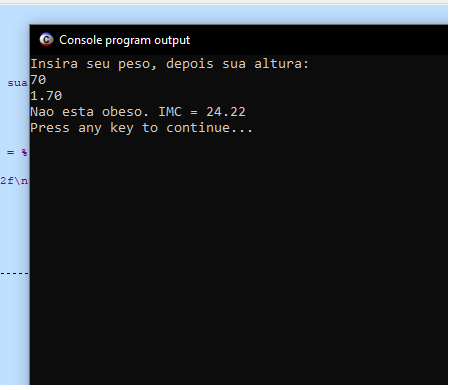 Console program output
Insira seu peso, depois sua altura:
sua
70
1.70
Nao esta obeso. IMC = 24.22
Press any key to continue...
= %
2f\n